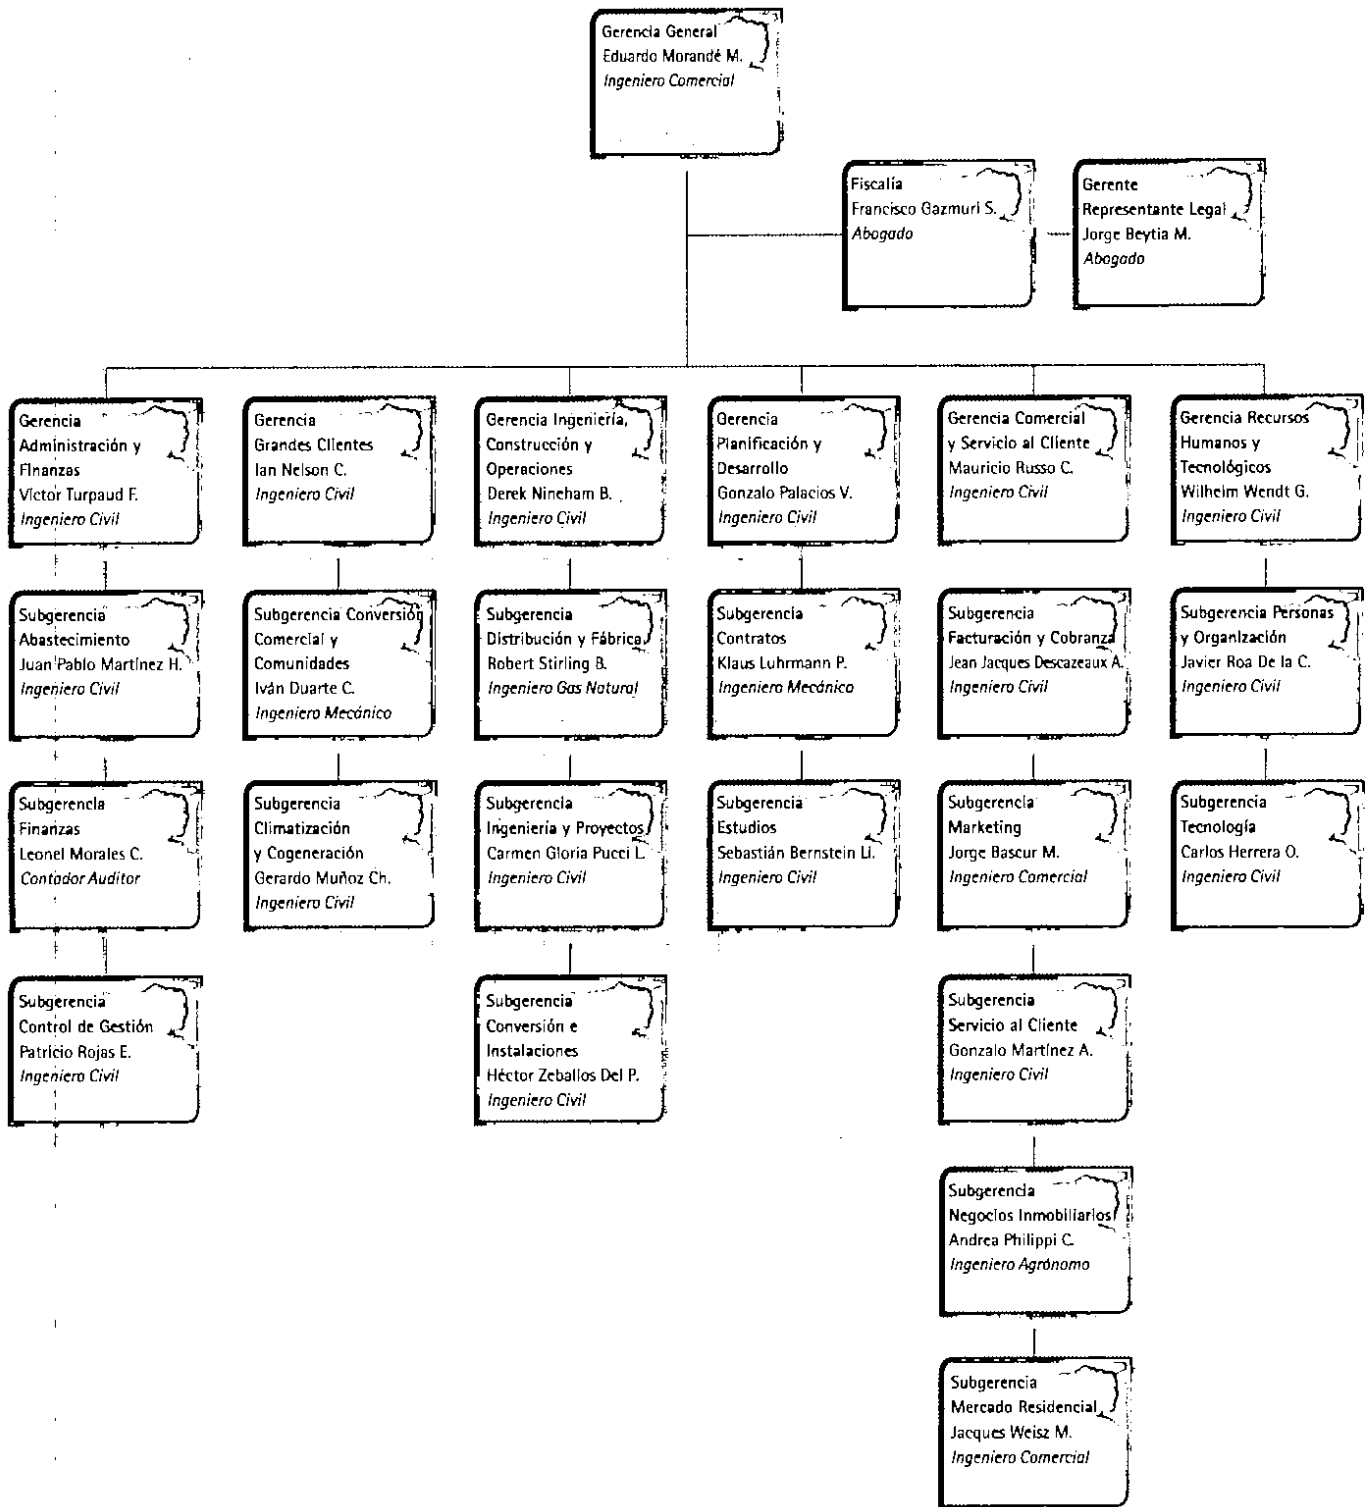 Gerencia General
Eduardo Morandé M.
Ingeniero Comercial
Fiscalía
Francisco Gazmuri S.
Abogado
Gerente
Representante Legal
Jorge Beytia M.
Abogado
Gerencia
Administración y
Finanzas
Víctor Turpaud F.
Ingeniero Civil
Gerencia
Grandes Clientes
Ian Nelson C.
Ingeniero Civil
Gerencia Ingeniería,
Construcción y
Operaciones
Derek Nineham B.
Ingeniero Civil
Gerencia
Planificación y
Desarrollo
Gonzalo Palacios V.
Ingeniero Civil
Gerencia Comercial
y Servicio al Cliente
Mauricio Russo C.
Ingeniero Civil
Gerencia Recursos
Humanos y
Tecnológicos
Wilhelm Wendt G.
Ingeniero Civil
Subgerencia
Abastecimiento
Juan Pablo Martínez H.
Ingeniero Civil
Subgerencia Conversión
Comercial y
Comunidades
Iván Duarte C.
Ingeniero Mecánico
Subgerencia
Distribución y Fábrica
Robert Stirling B.
Ingeniero Gas Natural
Subgerencia
Contratos
Klaus Luhrmann P.
Ingeniero Mecánico
Subgerencia
Facturación y Cobranza
Jean Jacques Descazeaux A.
Ingeniero Civil
Subgerencia Personas
y Organización
Javier Roa De la C.
Ingeniero Civil
Subgerencia
Finanzas
Leonel Morales C.
Contador Auditor
Subgerencia
Climatización
y Cogeneración
Gerardo Muñoz Ch.
Ingeniero Civil
Subgerencia
Ingeniería y Proyectos
Carmen Gloria Pucci L.
Ingeniero Civil
Subgerencia
Estudios
Sebastián Bernstein Ll.
Ingeniero Civil
Subgerencia
Marketing
Jorge Bascur M.
Ingeniero Comercial
Subgerencia
Tecnología
Carlos Herrera O.
Ingeniero Civil
Subgerencia
Control de Gestión
Patricio Rojas E.
Ingeniero Civil
Subgerencia
Conversión e
Instalaciones
Héctor Zeballos Del P.
Ingeniero Civil
Subgerencia
Servicio al Cliente
Gonzalo Martínez A.
Ingeniero Civil
Subgerencia
Negocios Inmobiliarios
Andrea Philippi C.
Ingeniero Agrónomo
Subgerencia
Mercado Residencial
Jacques Weisz M.
Ingeniero Comercial